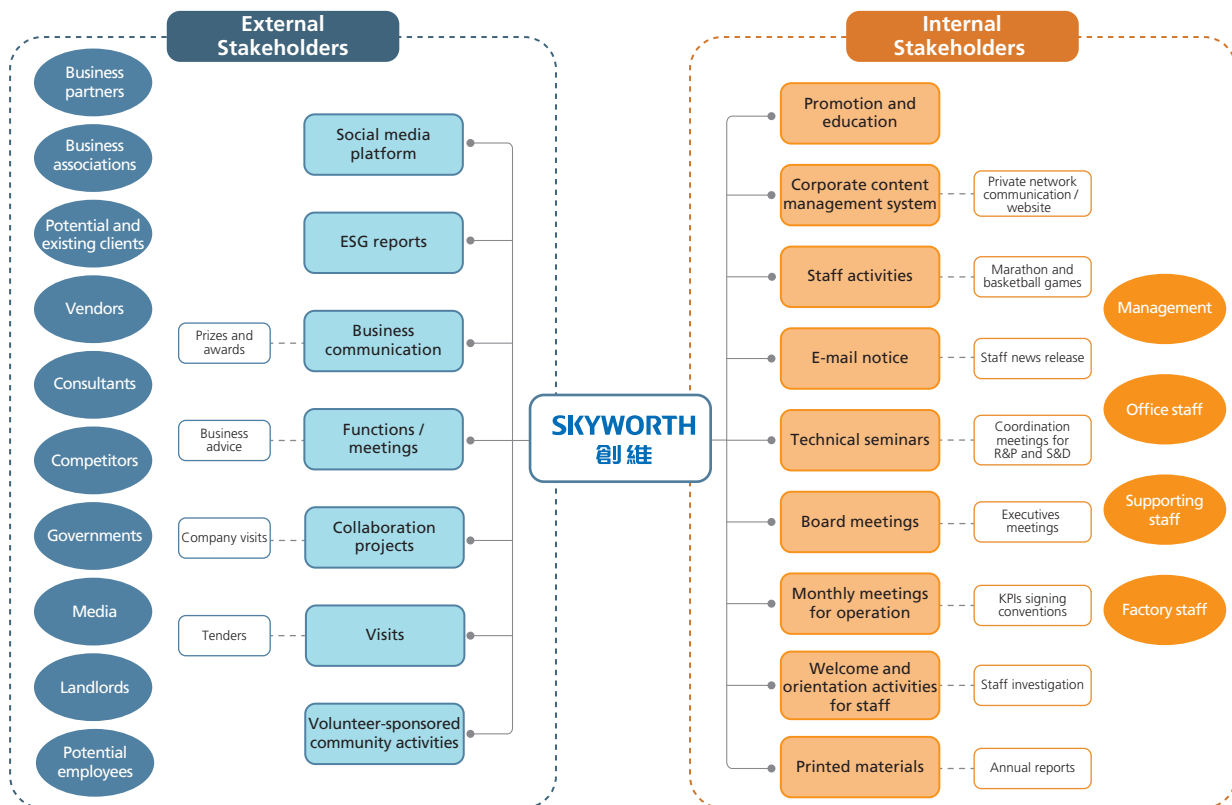 External
Stakeholders
Business
partners
Business
associations
Potential and
existing clients
Vendors
Consultants
Competitors
Governments
Media
Landlords
Potential
employees
Social media
platform
ESG reports
Prizes and
awards
Business
communication
Business
advice
Functions /
meetings
Company visits
Collaboration
projects
Tenders
Visits
Volunteer-sponsored
community activities
SKYWORTH
創維
Internal
Stakeholders
Promotion and
education
Corporate content
management system
Private network
communication /
website
Staff activities
Marathon and
basketball games
E-mail notice
Staff news release
Technical seminars
Coordination
meetings for
R&P and S&D
Board meetings
Executives
meetings
Monthly meetings
for operation
KPIs signing
conventions
Welcome and
orientation activities
for staff
Staff investigation
Printed materials
Annual reports
Management
Office staff
Supporting
staff
Factory staff